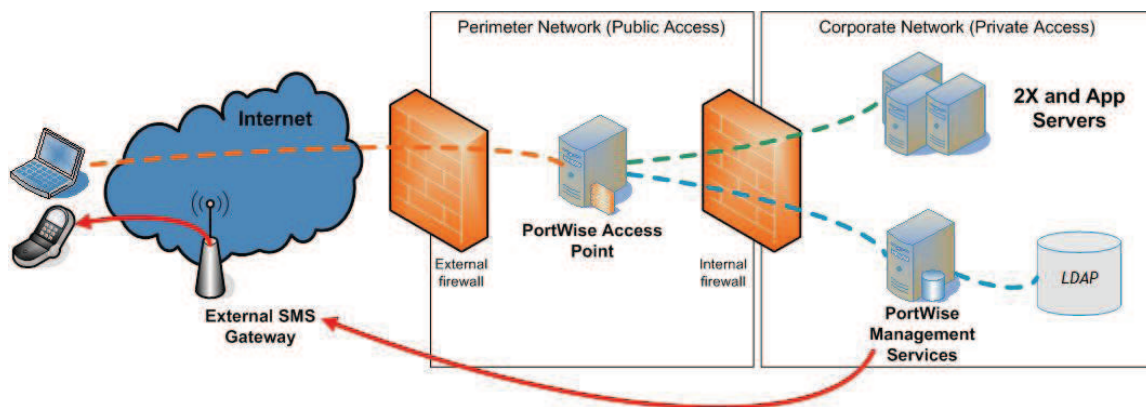 Perimeter Network (Public Access)
Corporate Network (Private Access)
Internet
2X and App
Servers
PortWise Access
Point
External
firewall
Internal
firewall
LDAP
External SMS
Gateway
PortWise
Management
Services